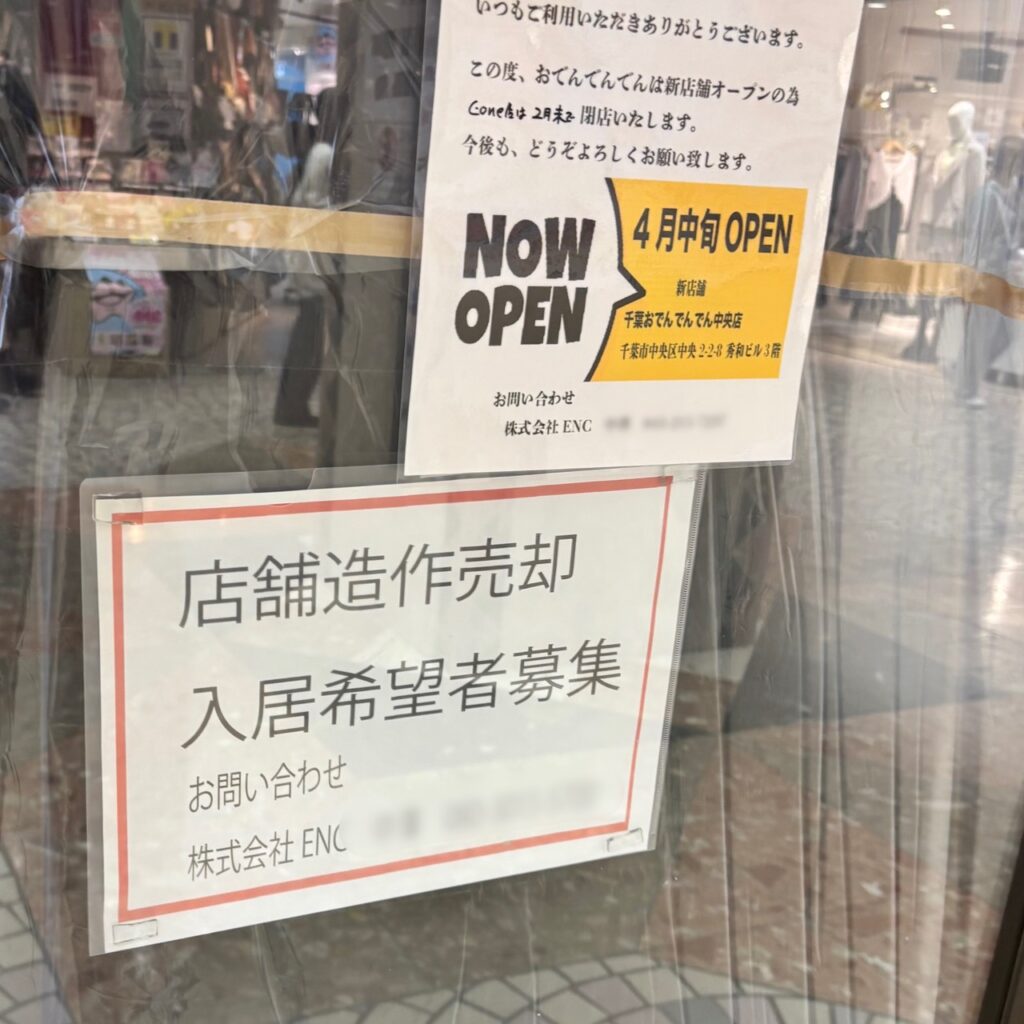 いつもご利用いただきありがとうございます。
この度、おでんでんでんは新店舗オープンの為
Cone店は2月末で閉店いたします。
今後も、どうぞよろしくお願い致します。
NOW
OPEN
4月中旬 OPEN
新店舗
千葉おでんでんでん中央店
千葉市中央区中央 2-2-8 秀和ビル 3 階
お問い合わせ
株式会社 ENC
店舗造作売却
入居希望者募集
お問い合わせ
株式会社 ENC